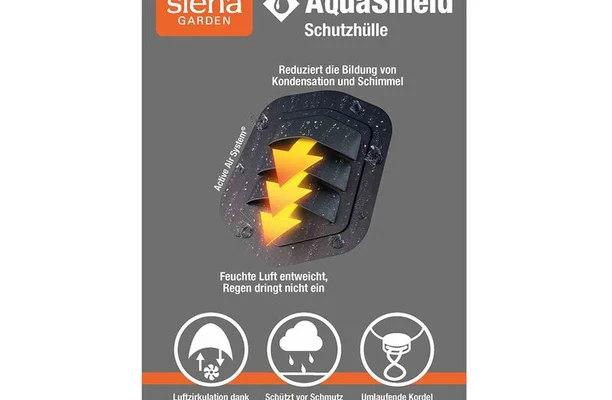 siena
GARDEN
AquaShield
Schutzhülle
Reduziert die Bildung von
Kondensation und Schimmel
Active Air System®
Feuchte Luft entweicht,
Regen dringt nicht ein
Luftzirkulation dank
Schützt vor Schmutz
Umlaufende Kordel